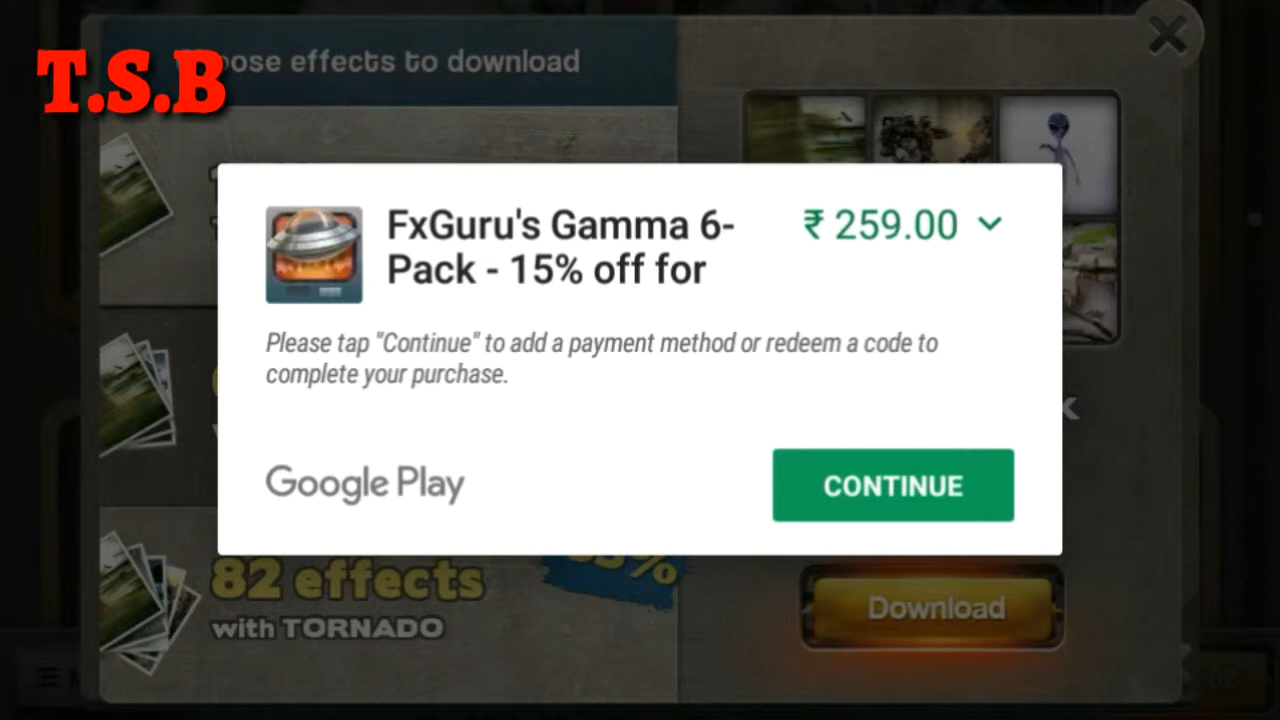 T.S.B
oose effects to download
FxGuru's Gamma 6-
Pack - 15% off for
₹ 259.00
Please tap "Continue" to add a payment method or redeem a code to
complete your purchase.
Google Play
CONTINUE
82 effects
with TORNADO
Download